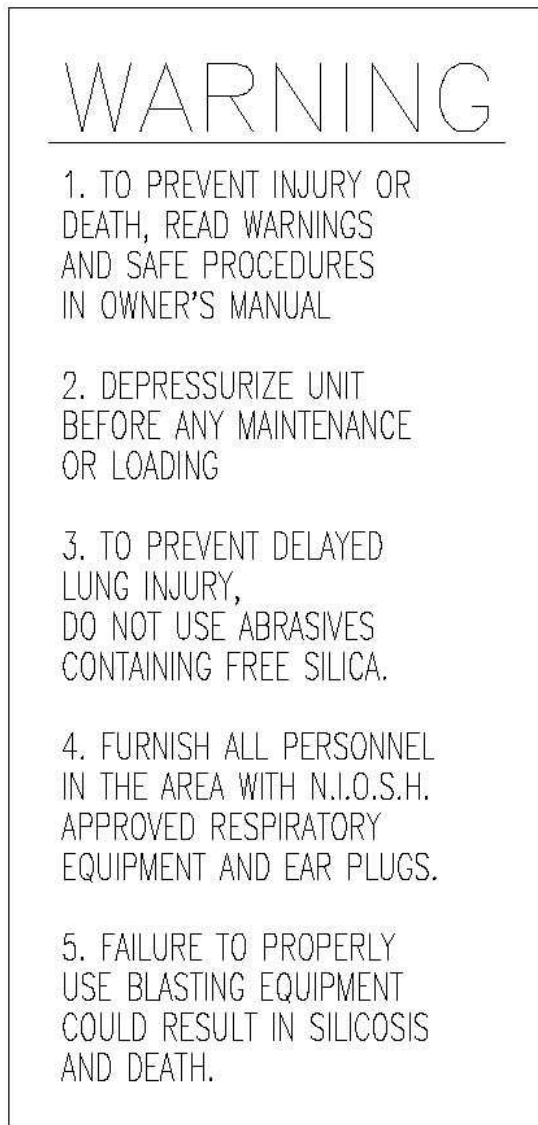 WARNING
1. TO PREVENT INJURY OR
DEATH, READ WARNINGS
AND SAFE PROCEDURES
IN OWNER'S MANUAL
2. DEPRESSURIZE UNIT
BEFORE ANY MAINTENANCE
OR LOADING
3. TO PREVENT DELAYED
LUNG INJURY,
DO NOT USE ABRASIVES
CONTAINING FREE SILICA.
4. FURNISH ALL PERSONNEL
IN THE AREA WITH N.I.O.S.H.
APPROVED RESPIRATORY
EQUIPMENT AND EAR PLUGS.
5. FAILURE TO PROPERLY
USE BLASTING EQUIPMENT
COULD RESULT IN SILICOSIS
AND DEATH.